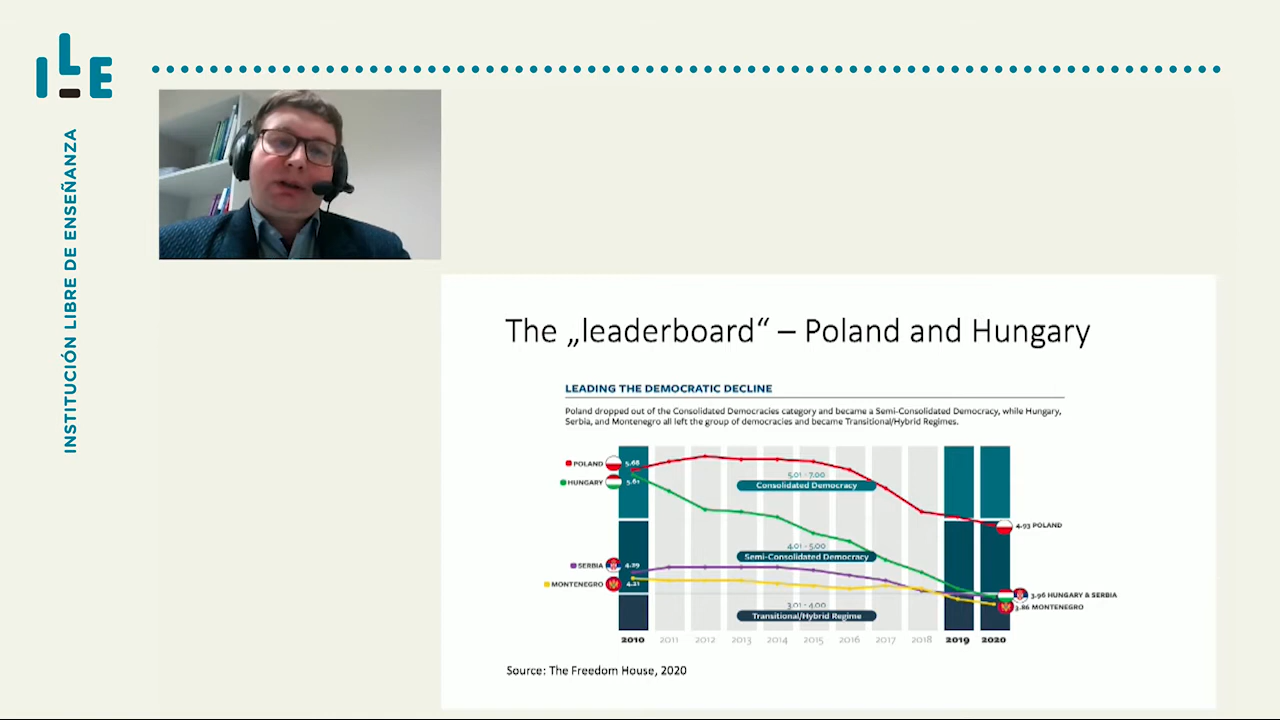 ILE
INSTITUCIÓN LIBRE DE ENSEÑANZA
The „leaderboard“ – Poland and Hungary
LEADING THE DEMOCRATIC DECLINE
Poland dropped out of the Consolidated Democracies category and became a Semi-Consolidated Democracy, while Hungary,
Serbia, and Montenegro all left the group of democracies and became Transitional/Hybrid Regimes.
POLAND 5.68
HUNGARY 5.61
5.01 - 7.00
Consolidated Democracy
4.93 POLAND
4.01 - 5.00
Semi-Consolidated Democracy
SERBIA 4.29
MONTENEGRO 4.21
3.96 HUNGARY & SERBIA
3.86 MONTENEGRO
3.01 - 4.00
Transitional/Hybrid Regime
2010 2011 2012 2013 2014 2015 2016 2017 2018 2019 2020
Source: The Freedom House, 2020